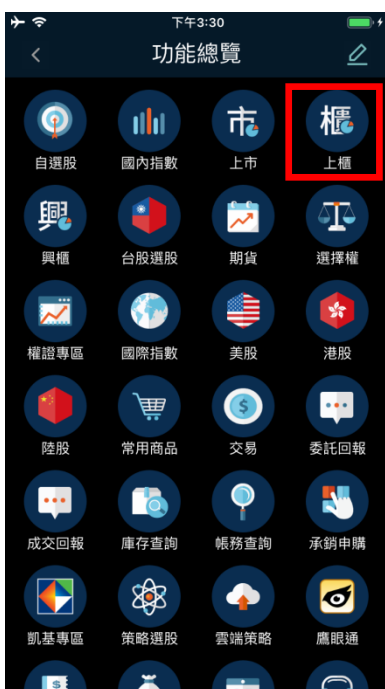 下午3:30
功能總覽
市 櫃
自選股 國內指數 上市 上櫃
興
興櫃 台股選股 期貨 選擇權
權證專區 國際指數 美股 港股
$
陸股 常用商品 交易 委託回報
成交回報 庫存查詢 帳務查詢 承銷申購
凱基專區 策略選股 雲端策略 鷹眼通
$